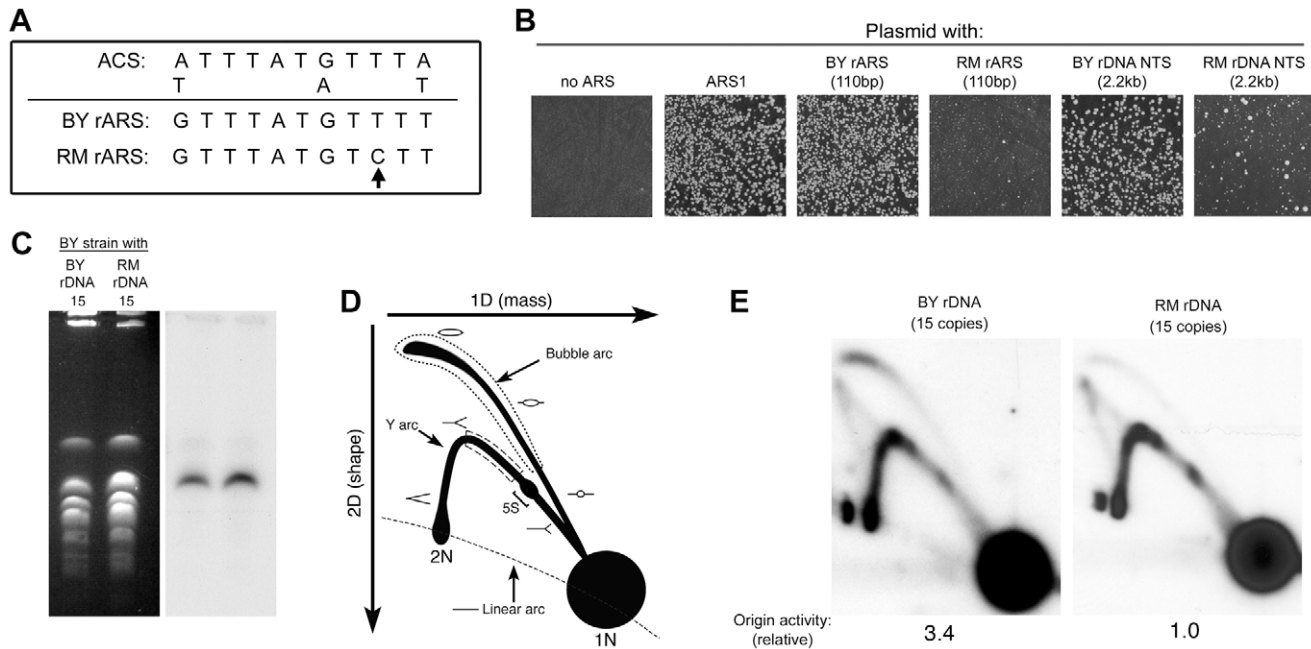 A
ACS: A T T T A T G T T T A
T A T
BY rARS: G T T T A T G T T T T
RM rARS: G T T T A T G T C T T
B
Plasmid with:
no ARS
ARS1
BY rARS
(110bp)
RM rARS
(110bp)
BY rDNA NTS
(2.2kb)
RM rDNA NTS
(2.2kb)
C
BY strain with
BY
rDNA
15
RM
rDNA
15
D
1D (mass)
2D (shape)
Bubble arc
Y arc
5S
2N
Linear arc
1N
E
BY rDNA
(15 copies)
RM rDNA
(15 copies)
Origin activity:
(relative)
3.4
1.0